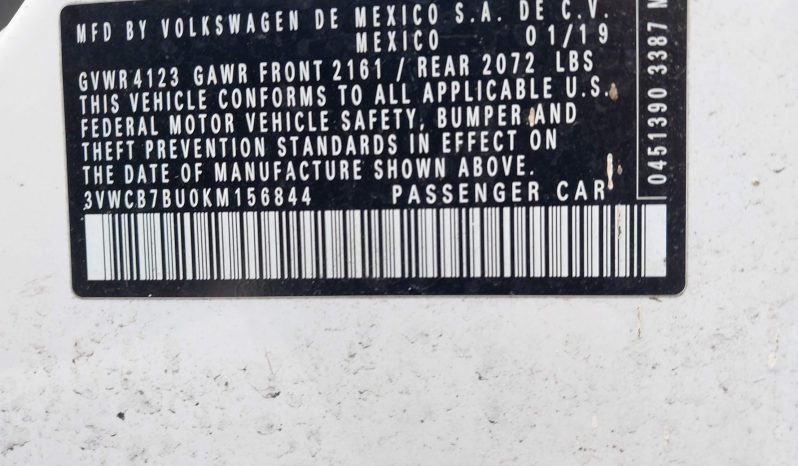 MFD BY VOLKSWAGEN DE MEXICO S.A. DE C.V.
MEXICO 01/19
GVWR4123 GAWR FRONT 2161 / REAR 2072 LBS
THIS VEHICLE CONFORMS TO ALL APPLICABLE U.S.
FEDERAL MOTOR VEHICLE SAFETY, BUMPER AND
THEFT PREVENTION STANDARDS IN EFFECT ON
THE DATE OF MANUFACTURE SHOWN ABOVE.
3VWCB7BU0KM156844 PASSENGER CAR
0451390 3387